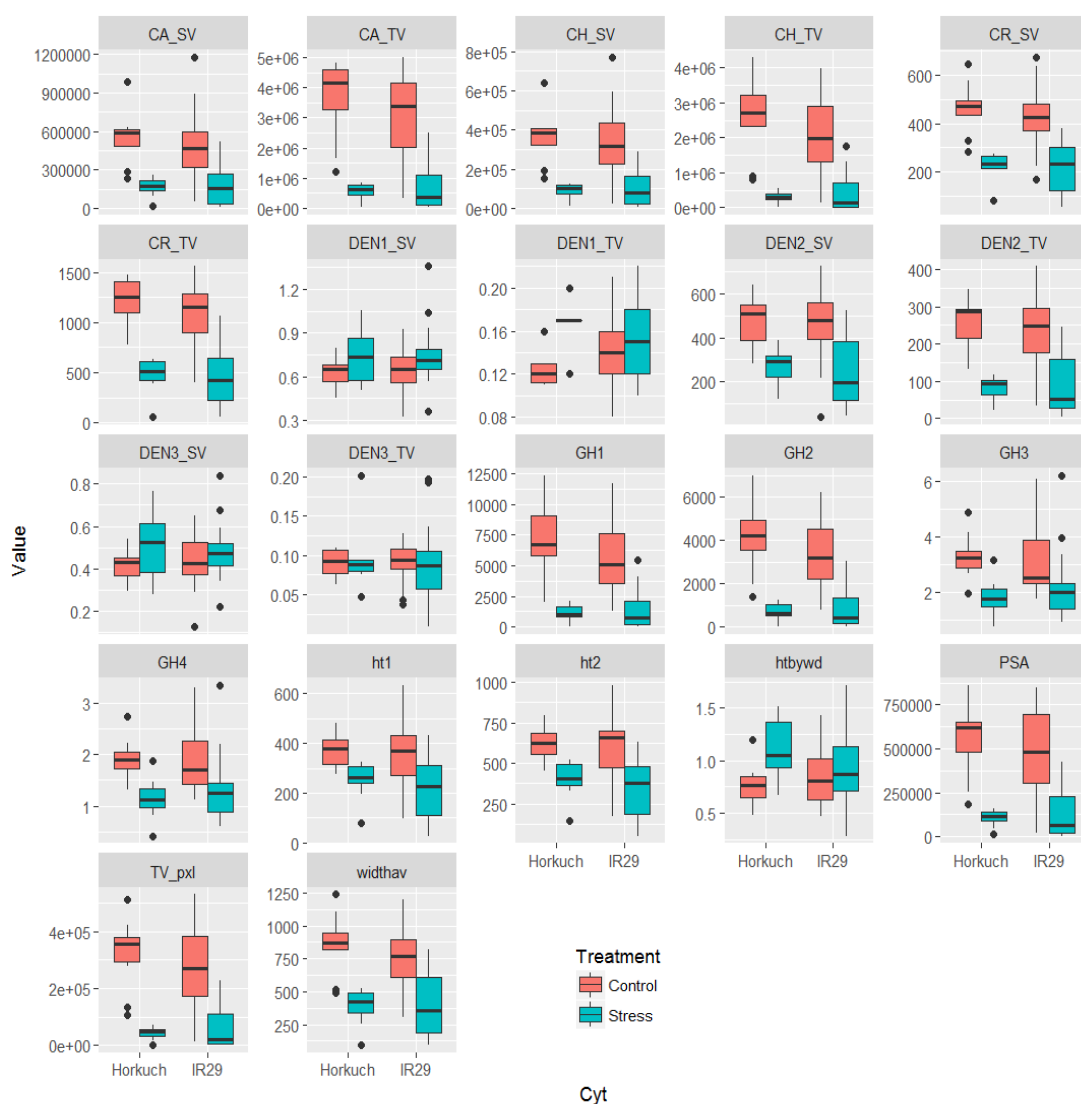 CA_SV CA_TV CH_SV CH_TV CR_SV
1200000 5e+06 8e+05 4e+06 600
900000 4e+06 6e+05 3e+06 400
600000 3e+06 4e+05 2e+06 200
300000 2e+06 2e+05 1e+06
0 1e+06 0e+00 0e+00
0e+00
CR_TV DEN1_SV DEN1_TV DEN2_SV DEN2_TV
1500 1.2 0.20 600 400
1000 0.9 0.16 400 300
500 0.6 0.12 200 200
0 0.3 0.08 100
0
DEN3_SV DEN3_TV GH1 GH2 GH3
0.8 0.20 12500 6000 6
0.6 0.15 10000 4000 4
0.4 0.10 7500 2000 2
0.2 0.05 5000 0
2500
0
Value
GH4 ht1 ht2 htbywd PSA
3 600 1000 1.5 750000
2 400 750 1.0 500000
1 200 500 0.5 250000
0 250 0
Horkuch IR29 Horkuch IR29 Horkuch IR29
TV_pxl widthav
4e+05 1250
2e+05 1000
0e+00 750
500
250
Horkuch IR29 Horkuch IR29
Treatment
Control
Stress
Cyt